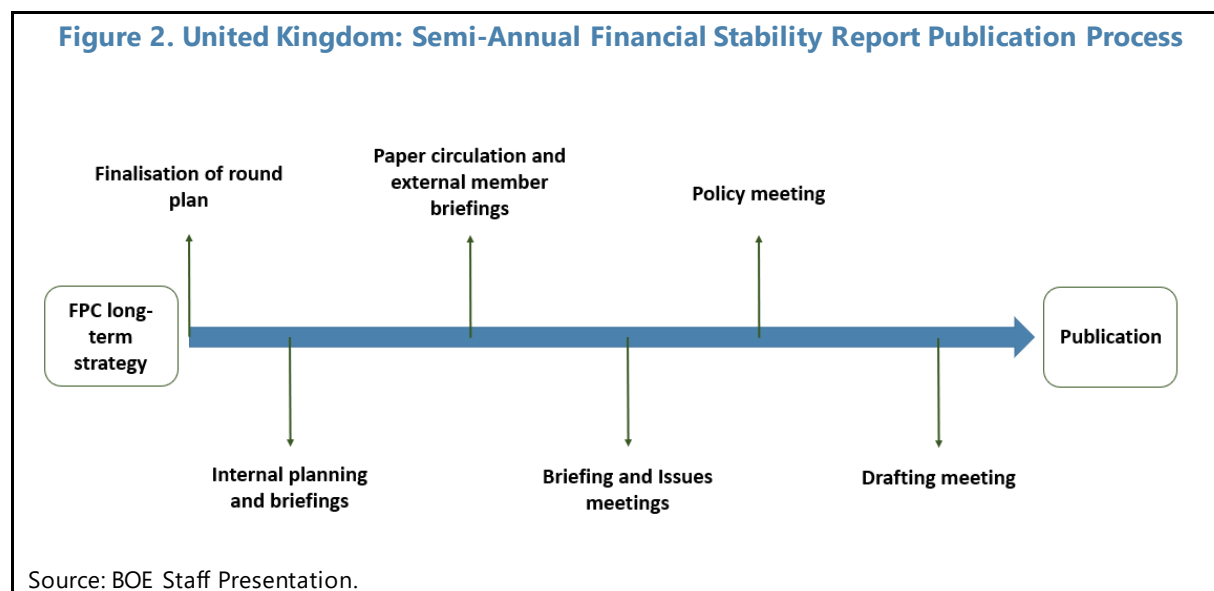 Figure 2. United Kingdom: Semi-Annual Financial Stability Report Publication Process
Finalisation of round
plan
Paper circulation and
external member
briefings
Policy meeting
FPC long-
term
strategy
Publication
Internal planning
and briefings
Briefing and Issues
meetings
Drafting meeting
Source: BOE Staff Presentation.